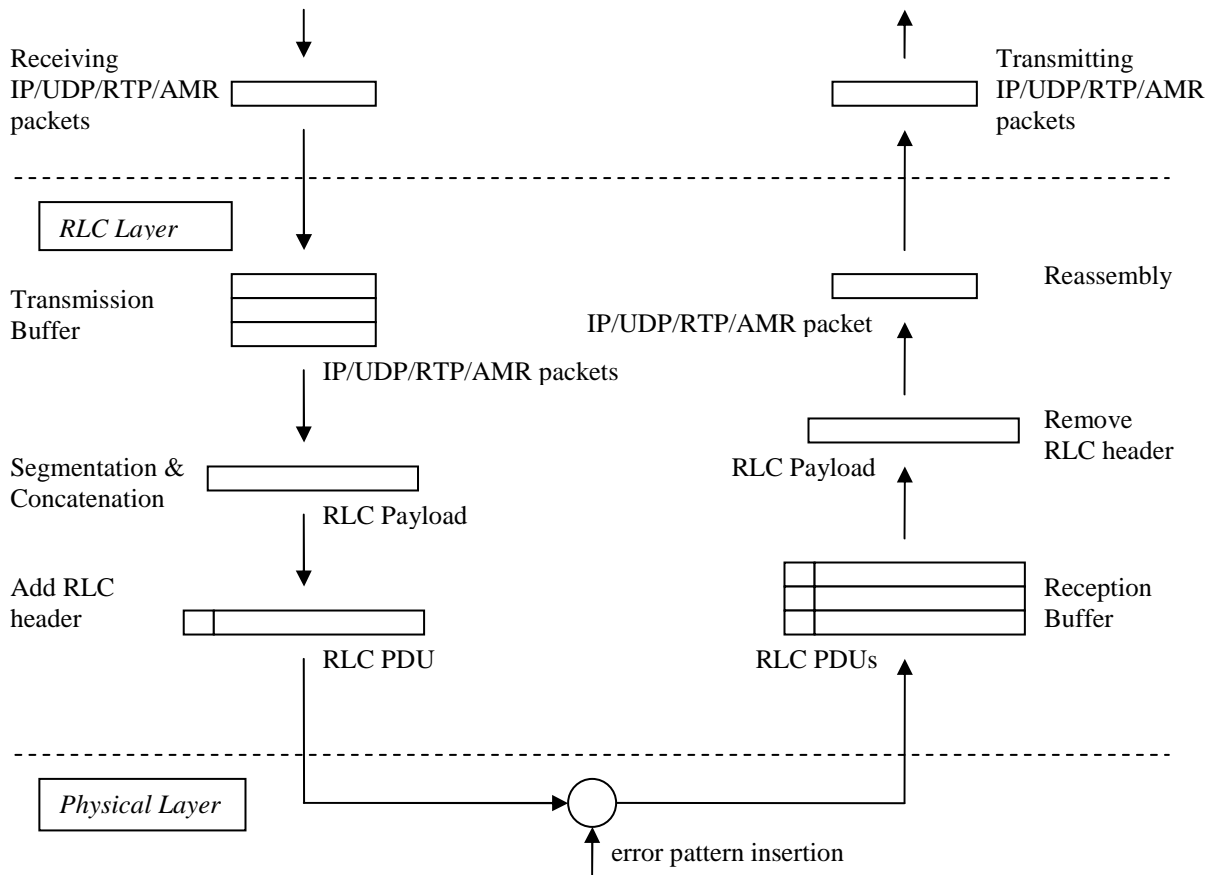 Receiving
IP/UDP/RTP/AMR
packets
Transmitting
IP/UDP/RTP/AMR
packets
RLC Layer
Transmission
Buffer
IP/UDP/RTP/AMR packets
Reassembly
IP/UDP/RTP/AMR packet
Segmentation &
Concatenation
RLC Payload
Remove
RLC header
RLC Payload
Add RLC
header
RLC PDU
Reception
Buffer
RLC PDUs
Physical Layer
error pattern insertion